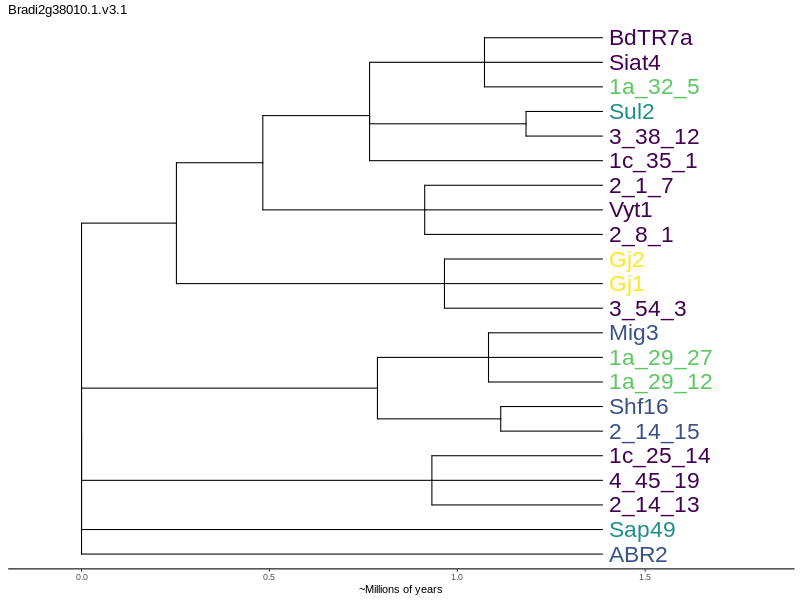 Bradi2g38010.1.v3.1
BdTR7a
Siat4
1a_32_5
Sul2
3_38_12
1c_35_1
2_1_7
Vyt1
2_8_1
Gj2
Gj1
3_54_3
Mig3
1a_29_27
1a_29_12
Shf16
2_14_15
1c_25_14
4_45_19
2_14_13
Sap49
ABR2
0.0 0.5 1.0 1.5
~Millions of years